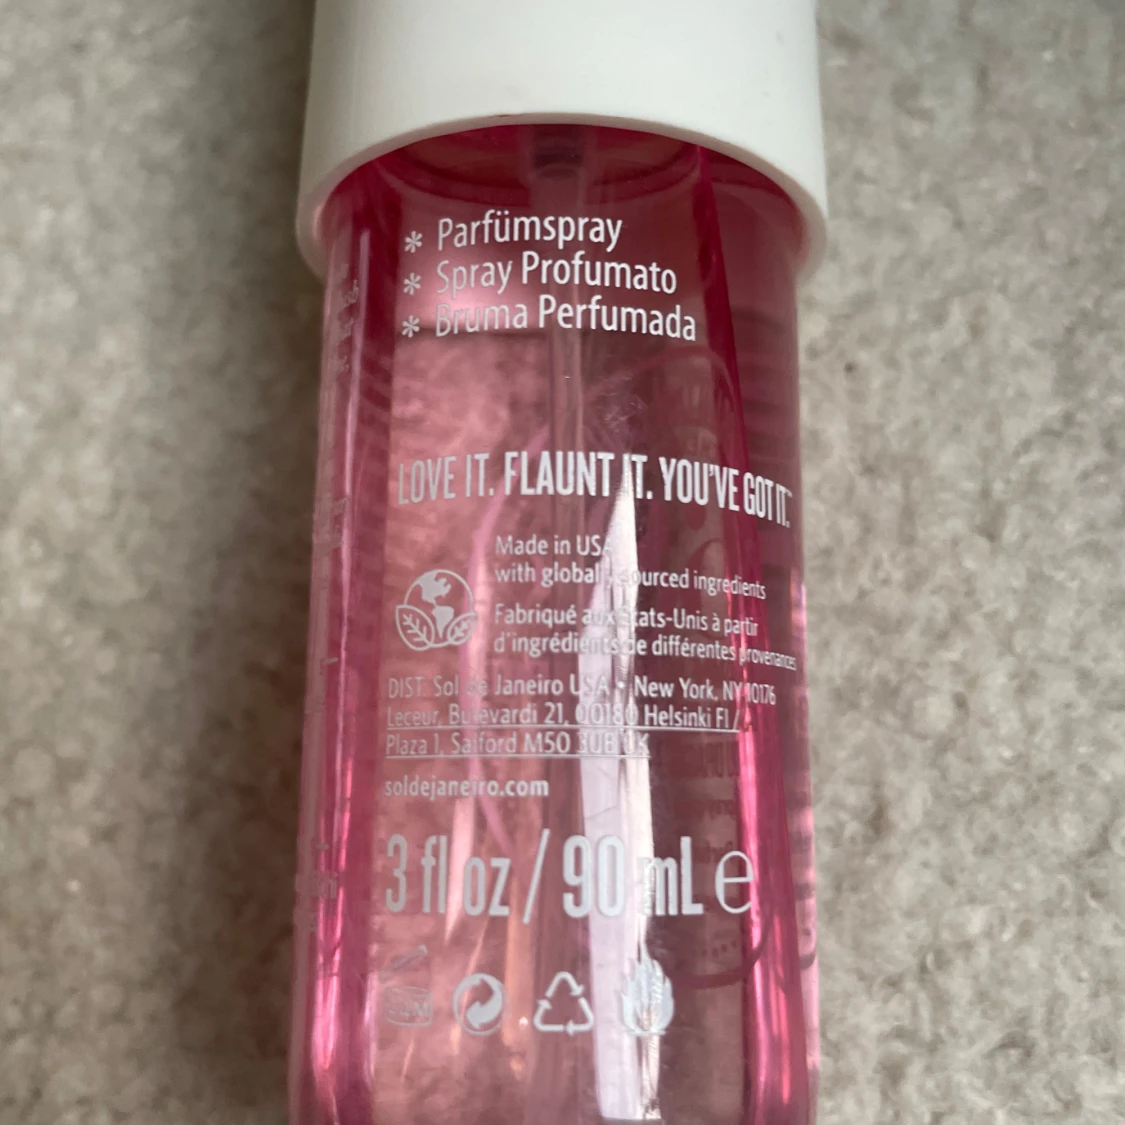 * Parfümspray
* Spray Profumato
* Bruma Perfumada
LOVE IT. FLAUNT IT. YOU'VE GOT IT.™
Made in USA
with globally sourced ingredients
Fabriqué aux États-Unis à partir
d'ingrédients de différentes provenances
DIST: Sol de Janeiro USA • New York, NY 10176
Leceur, Bulevardi 21, 00180 Helsinki FI /
Plaza 1, Salford M50 3UB UK
soldejaneiro.com
3 fl oz / 90 mL e
24M